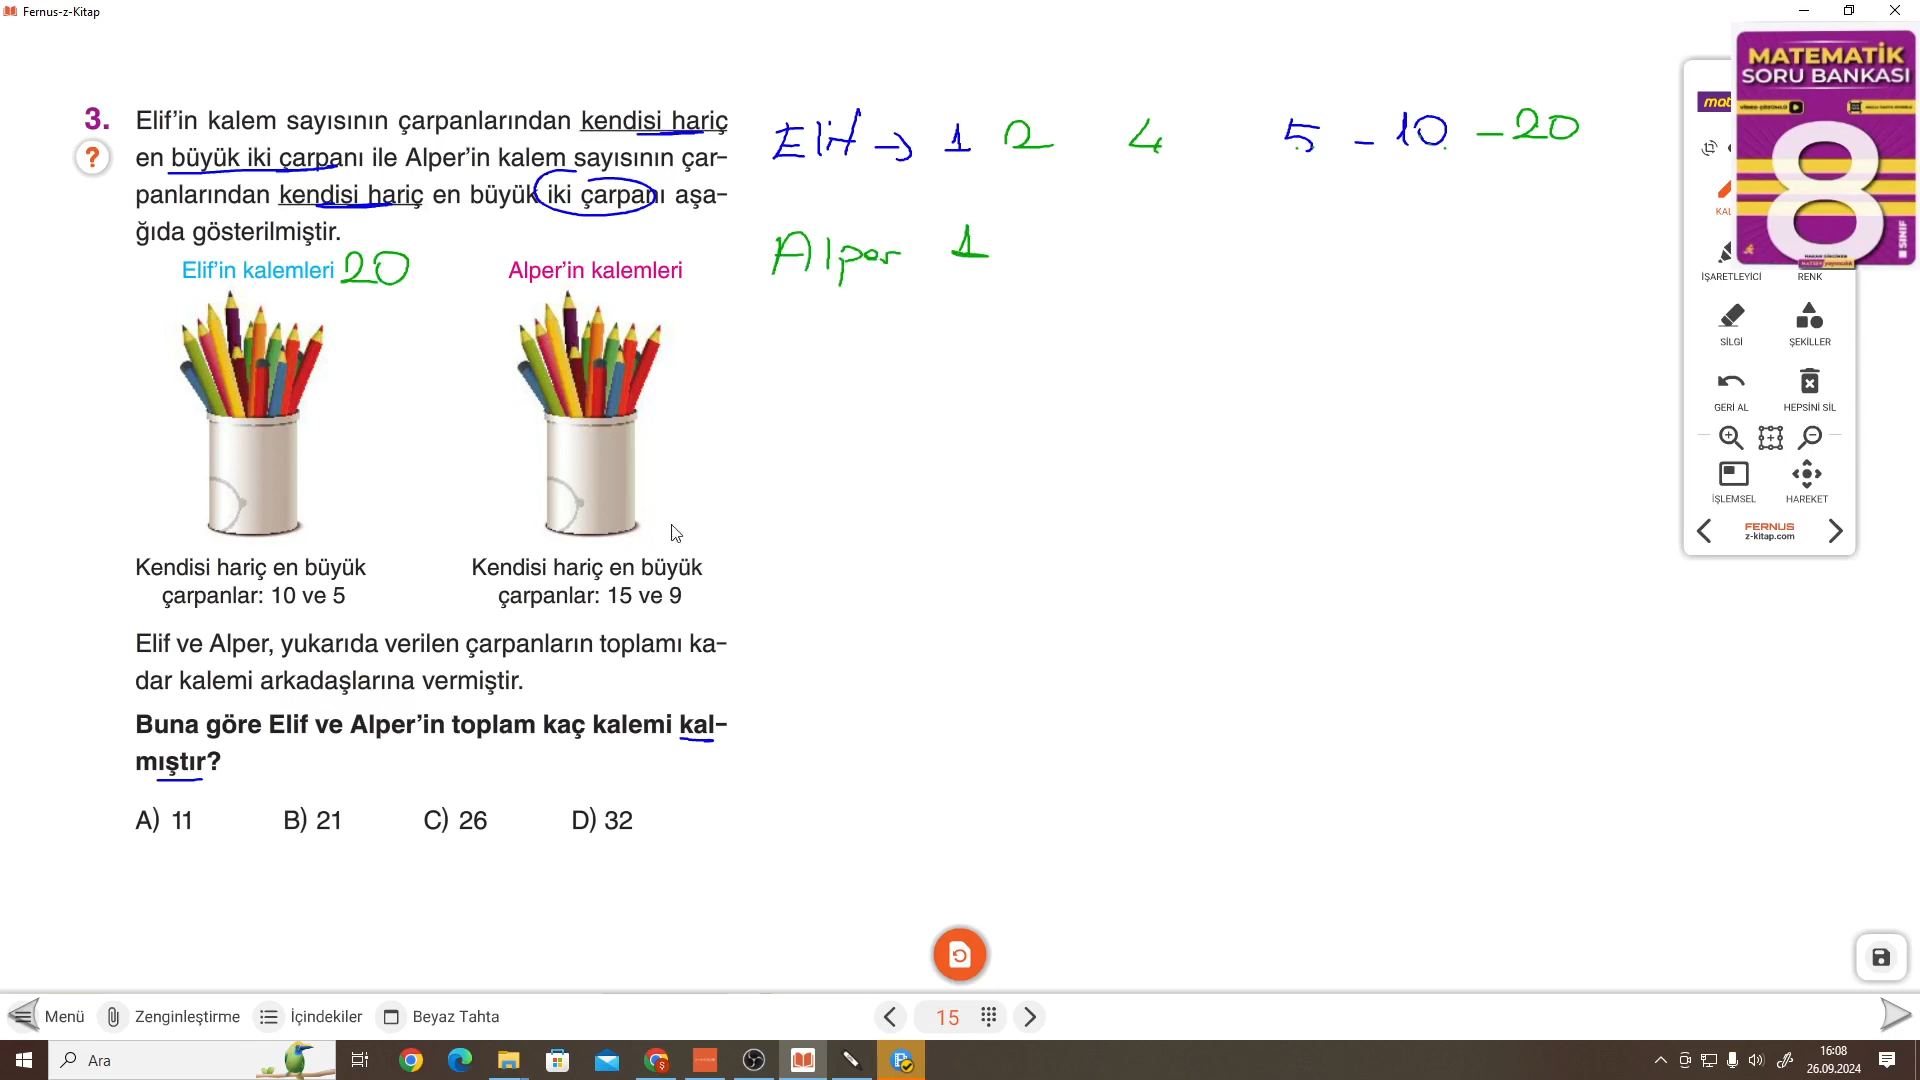 Fernus-z-Kitap
3. Elif'in kalem sayısının çarpanlarından kendisi hariç
? en büyük iki çarpanı ile Alper'in kalem sayısının çar-
panlarından kendisi hariç en büyük iki çarpanı aşa-
ğıda gösterilmiştir.
Elif'in kalemleri 20
Alper'in kalemleri
Kendisi hariç en büyük
çarpanlar: 10 ve 5
Kendisi hariç en büyük
çarpanlar: 15 ve 9
Elif ve Alper, yukarıda verilen çarpanların toplamı ka-
dar kalemi arkadaşlarına vermiştir.
Buna göre Elif ve Alper'in toplam kaç kalemi kal-
mıştır?
A) 11 B) 21 C) 26 D) 32
Elif → 1 2 4 5 - 10 - 20
Alper 1
MATEMATİK
SORU BANKASI
8
SINIF
mat
KAL
İŞARETLEYİCİ RENK
SİLGİ ŞEKİLLER
GERİ AL HEPSİNİ SİL
İŞLEMSEL HAREKET
FERNUS
z-kitap.com
Menü Zenginleştirme İçindekiler Beyaz Tahta
15
Ara
16:08
26.09.2024